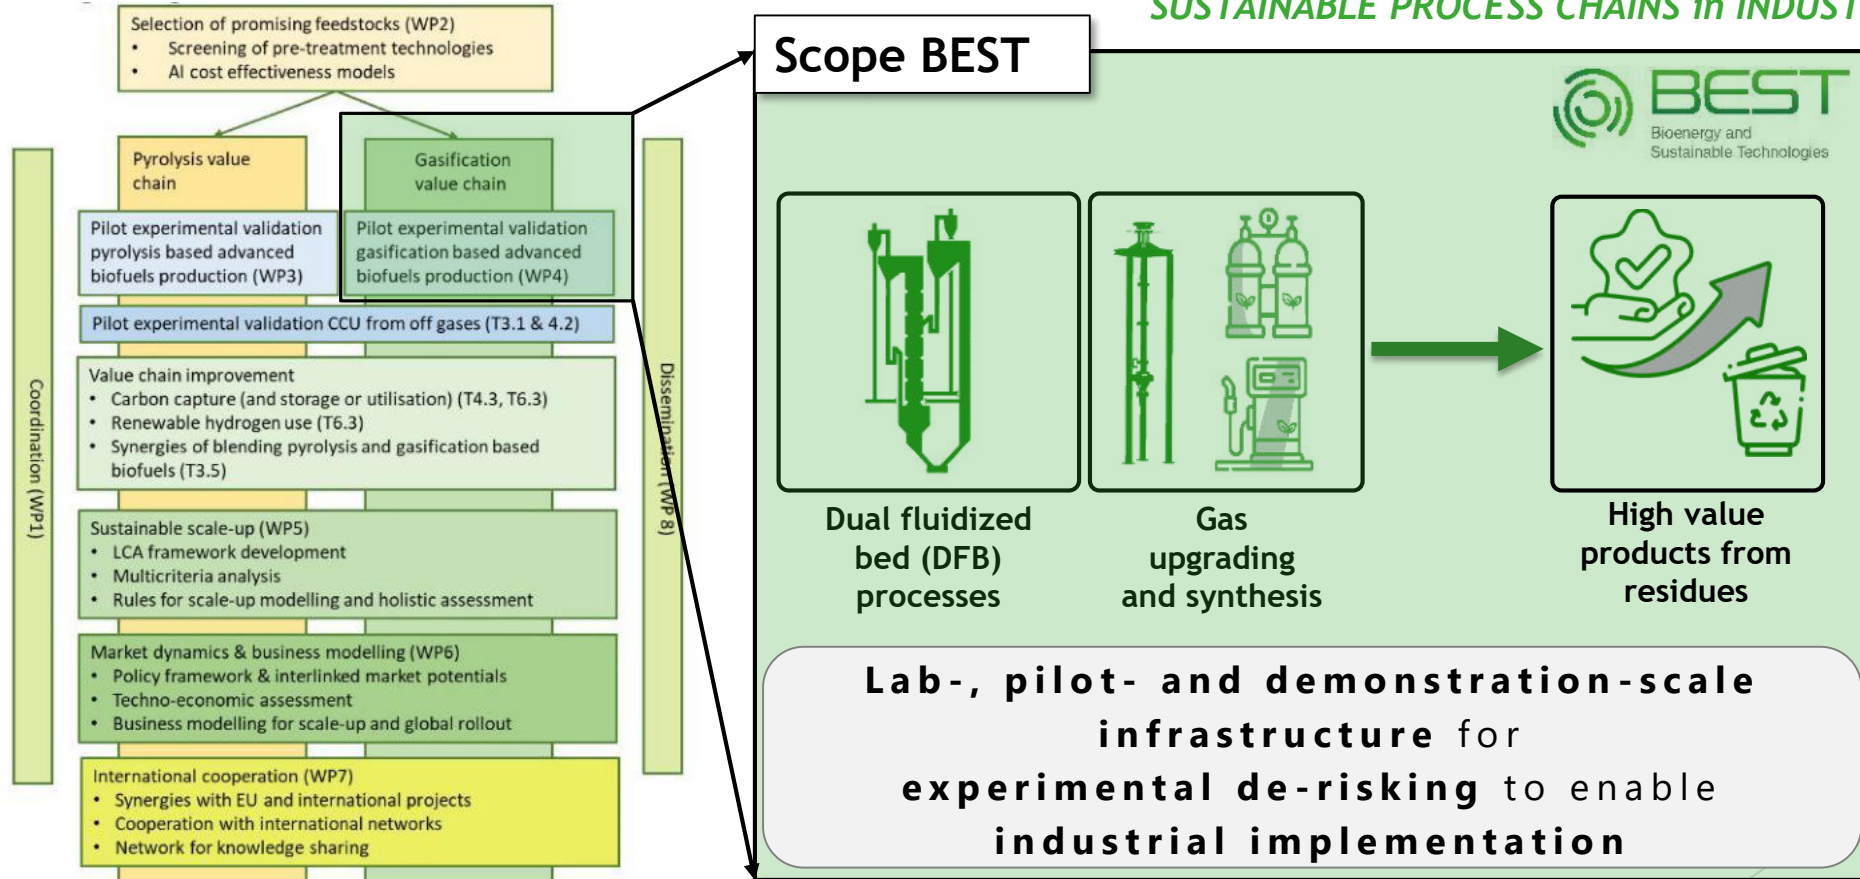 SUSTAINABLE PROCESS CHAINS in INDUST
Selection of promising feedstocks (WP2)
• Screening of pre-treatment technologies
• AI cost effectiveness models
Pyrolysis value
chain
Gasification
value chain
Pilot experimental validation
pyrolysis based advanced
biofuels production (WP3)
Pilot experimental validation
gasification based advanced
biofuels production (WP4)
Pilot experimental validation CCU from off gases (T3.1 & 4.2)
Value chain improvement
• Carbon capture (and storage or utilisation) (T4.3, T6.3)
• Renewable hydrogen use (T6.3)
• Synergies of blending pyrolysis and gasification based
biofuels (T3.5)
Sustainable scale-up (WP5)
• LCA framework development
• Multicriteria analysis
• Rules for scale-up modelling and holistic assessment
Market dynamics & business modelling (WP6)
• Policy framework & interlinked market potentials
• Techno-economic assessment
• Business modelling for scale-up and global rollout
International cooperation (WP7)
• Synergies with EU and international projects
• Cooperation with international networks
• Network for knowledge sharing
Coordination (WP1)
Dissemination (WP 8)
Scope BEST
BEST
Bioenergy and
Sustainable Technologies
Dual fluidized
bed (DFB)
processes
Gas
upgrading
and synthesis
High value
products from
residues
Lab-, pilot- and demonstration-scale
infrastructure for
experimental de-risking to enable
industrial implementation